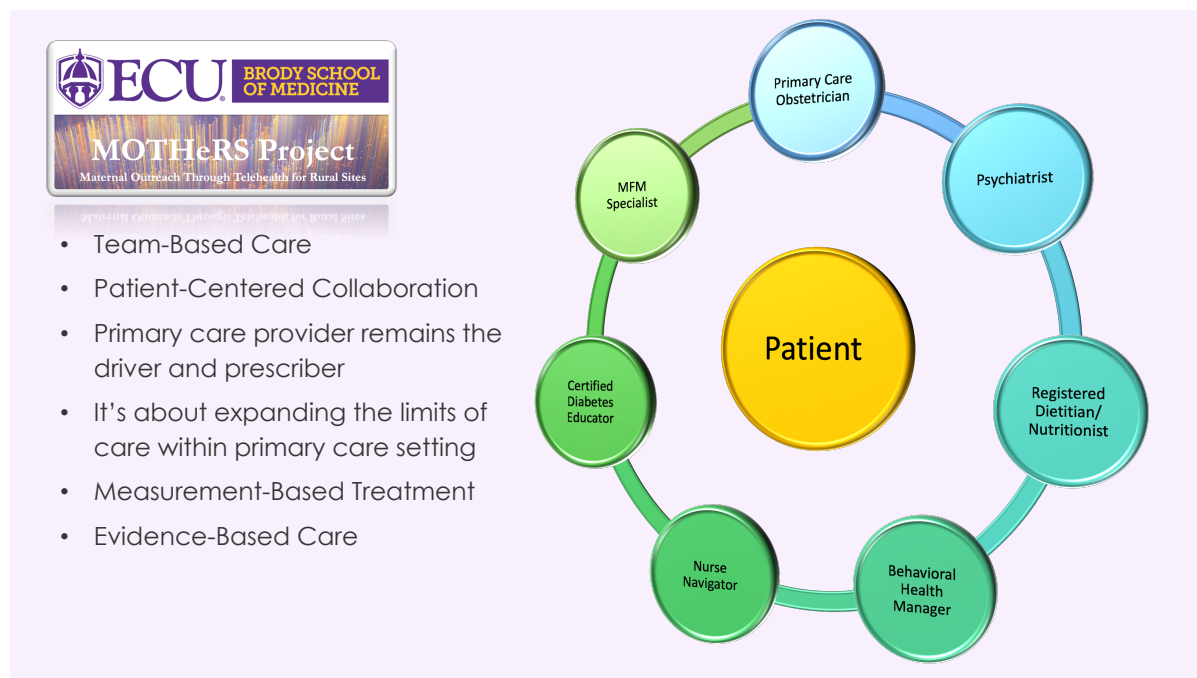 ECU
BRODY SCHOOL
OF MEDICINE
MOTHeRS Project
Maternal Outreach Through Telehealth for Rural Sites
• Team-Based Care
• Patient-Centered Collaboration
• Primary care provider remains the
driver and prescriber
• It’s about expanding the limits of
care within primary care setting
• Measurement-Based Treatment
• Evidence-Based Care
Primary Care
Obstetrician
Psychiatrist
Registered
Dietitian/
Nutritionist
Behavioral
Health
Manager
Nurse
Navigator
Certified
Diabetes
Educator
MFM
Specialist
Patient